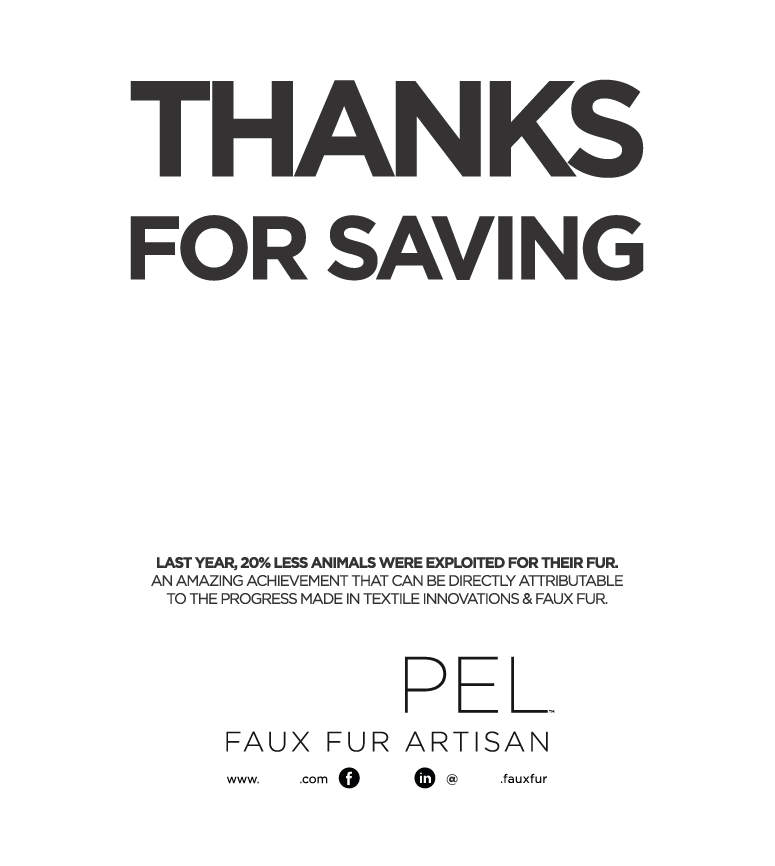 THANKS
FOR SAVING
LAST YEAR, 20% LESS ANIMALS WERE EXPLOITED FOR THEIR FUR.
AN AMAZING ACHIEVEMENT THAT CAN BE DIRECTLY ATTRIBUTABLE
TO THE PROGRESS MADE IN TEXTILE INNOVATIONS & FAUX FUR.
PEL™
FAUX FUR ARTISAN
www. .com f in @ .fauxfur